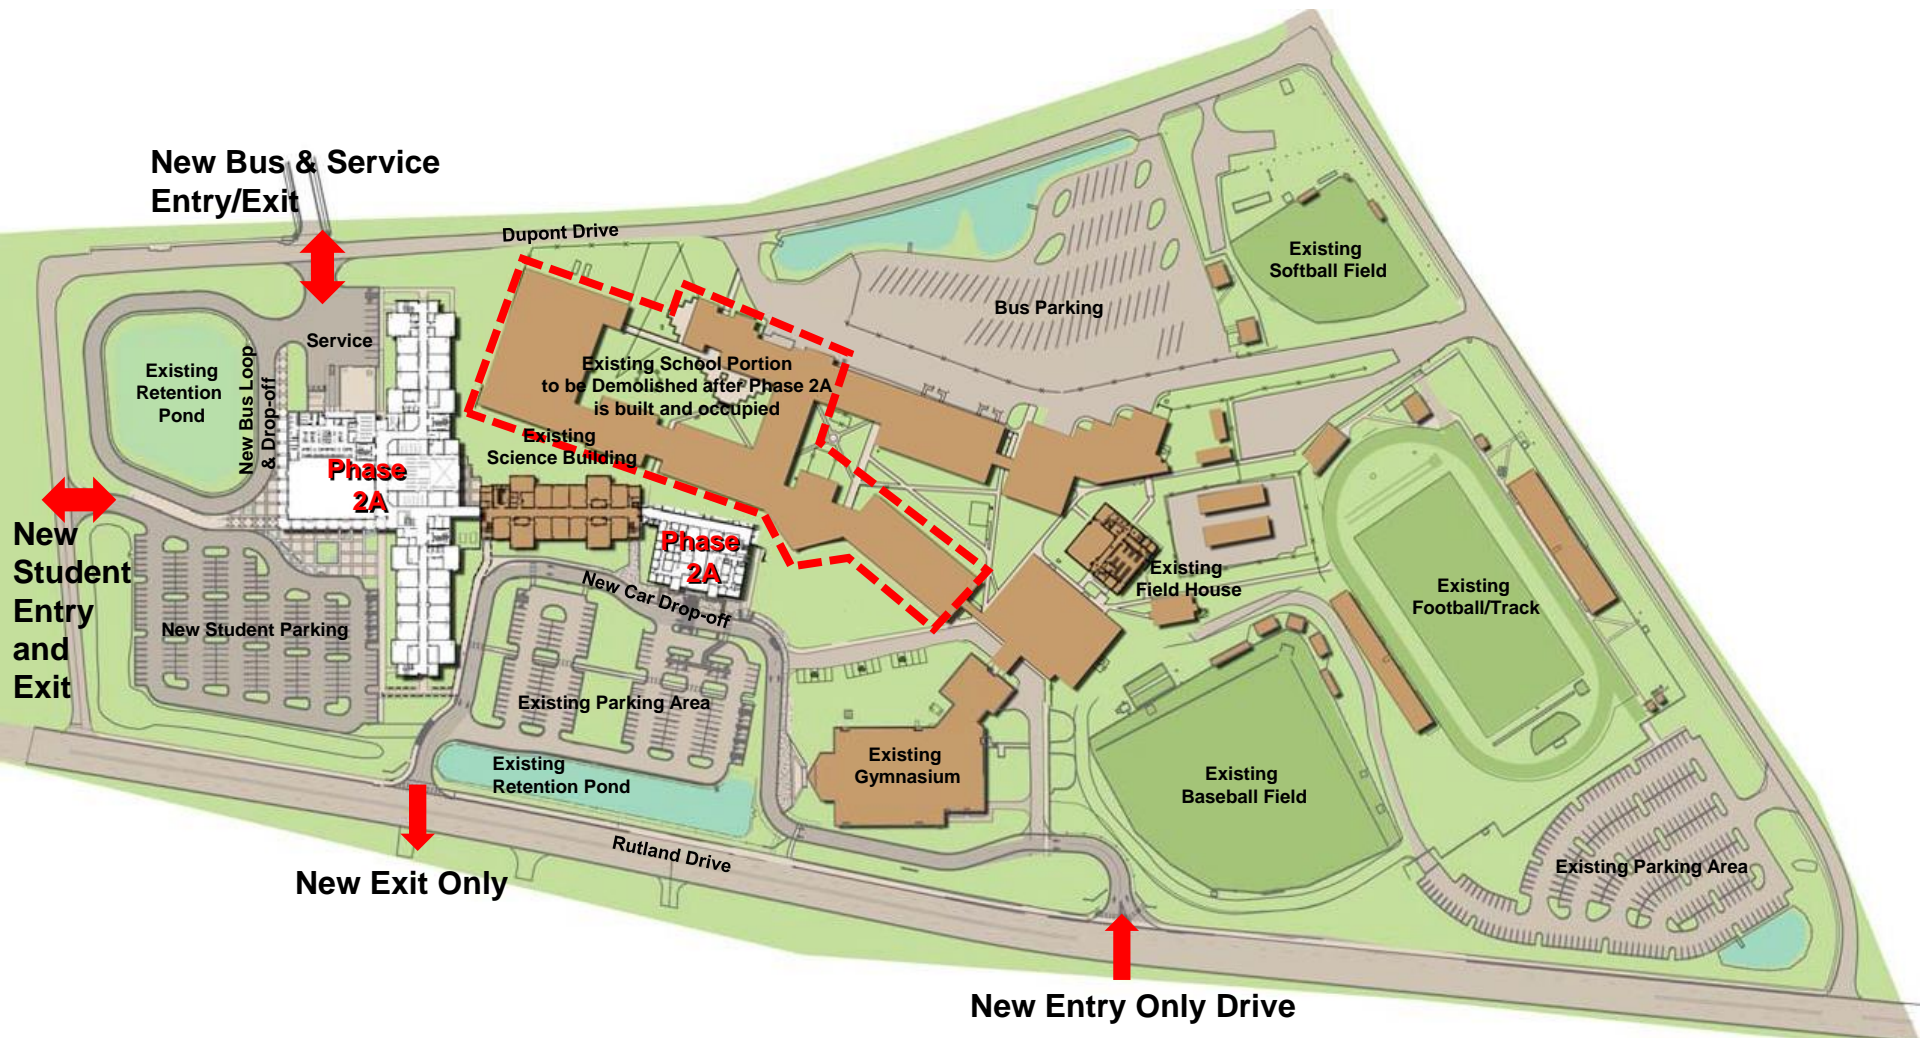 New Bus & Service
Entry/Exit
Dupont Drive
Existing
Softball Field
Bus Parking
Service
Existing
Retention
Pond
New Bus Loop
& Drop-off
Existing School Portion
to be Demolished after Phase 2A
is built and occupied
Existing
Science Building
Phase
2A
New
Student
Entry
and
Exit
Phase
2A
New Car Drop-off
Existing
Field House
Existing
Football/Track
New Student Parking
Existing Parking Area
Existing
Retention Pond
Existing
Gymnasium
Existing
Baseball Field
Rutland Drive
Existing Parking Area
New Exit Only
New Entry Only Drive